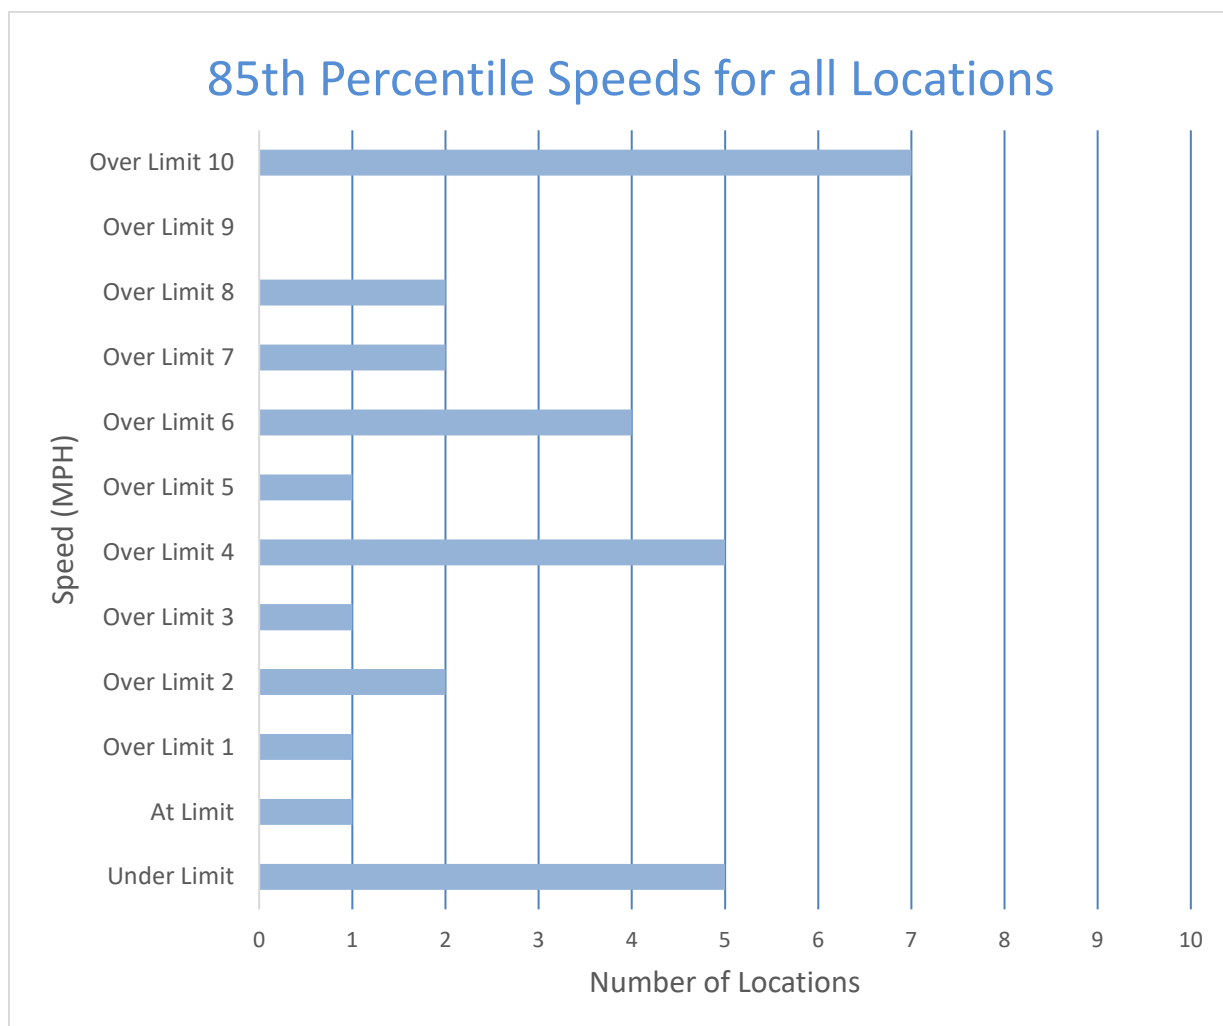 85th Percentile Speeds for all Locations
Over Limit 10
Over Limit 9
Over Limit 8
Over Limit 7
Over Limit 6
Over Limit 5
Over Limit 4
Over Limit 3
Over Limit 2
Over Limit 1
At Limit
Under Limit
Speed (MPH)
0 1 2 3 4 5 6 7 8 9 10
Number of Locations